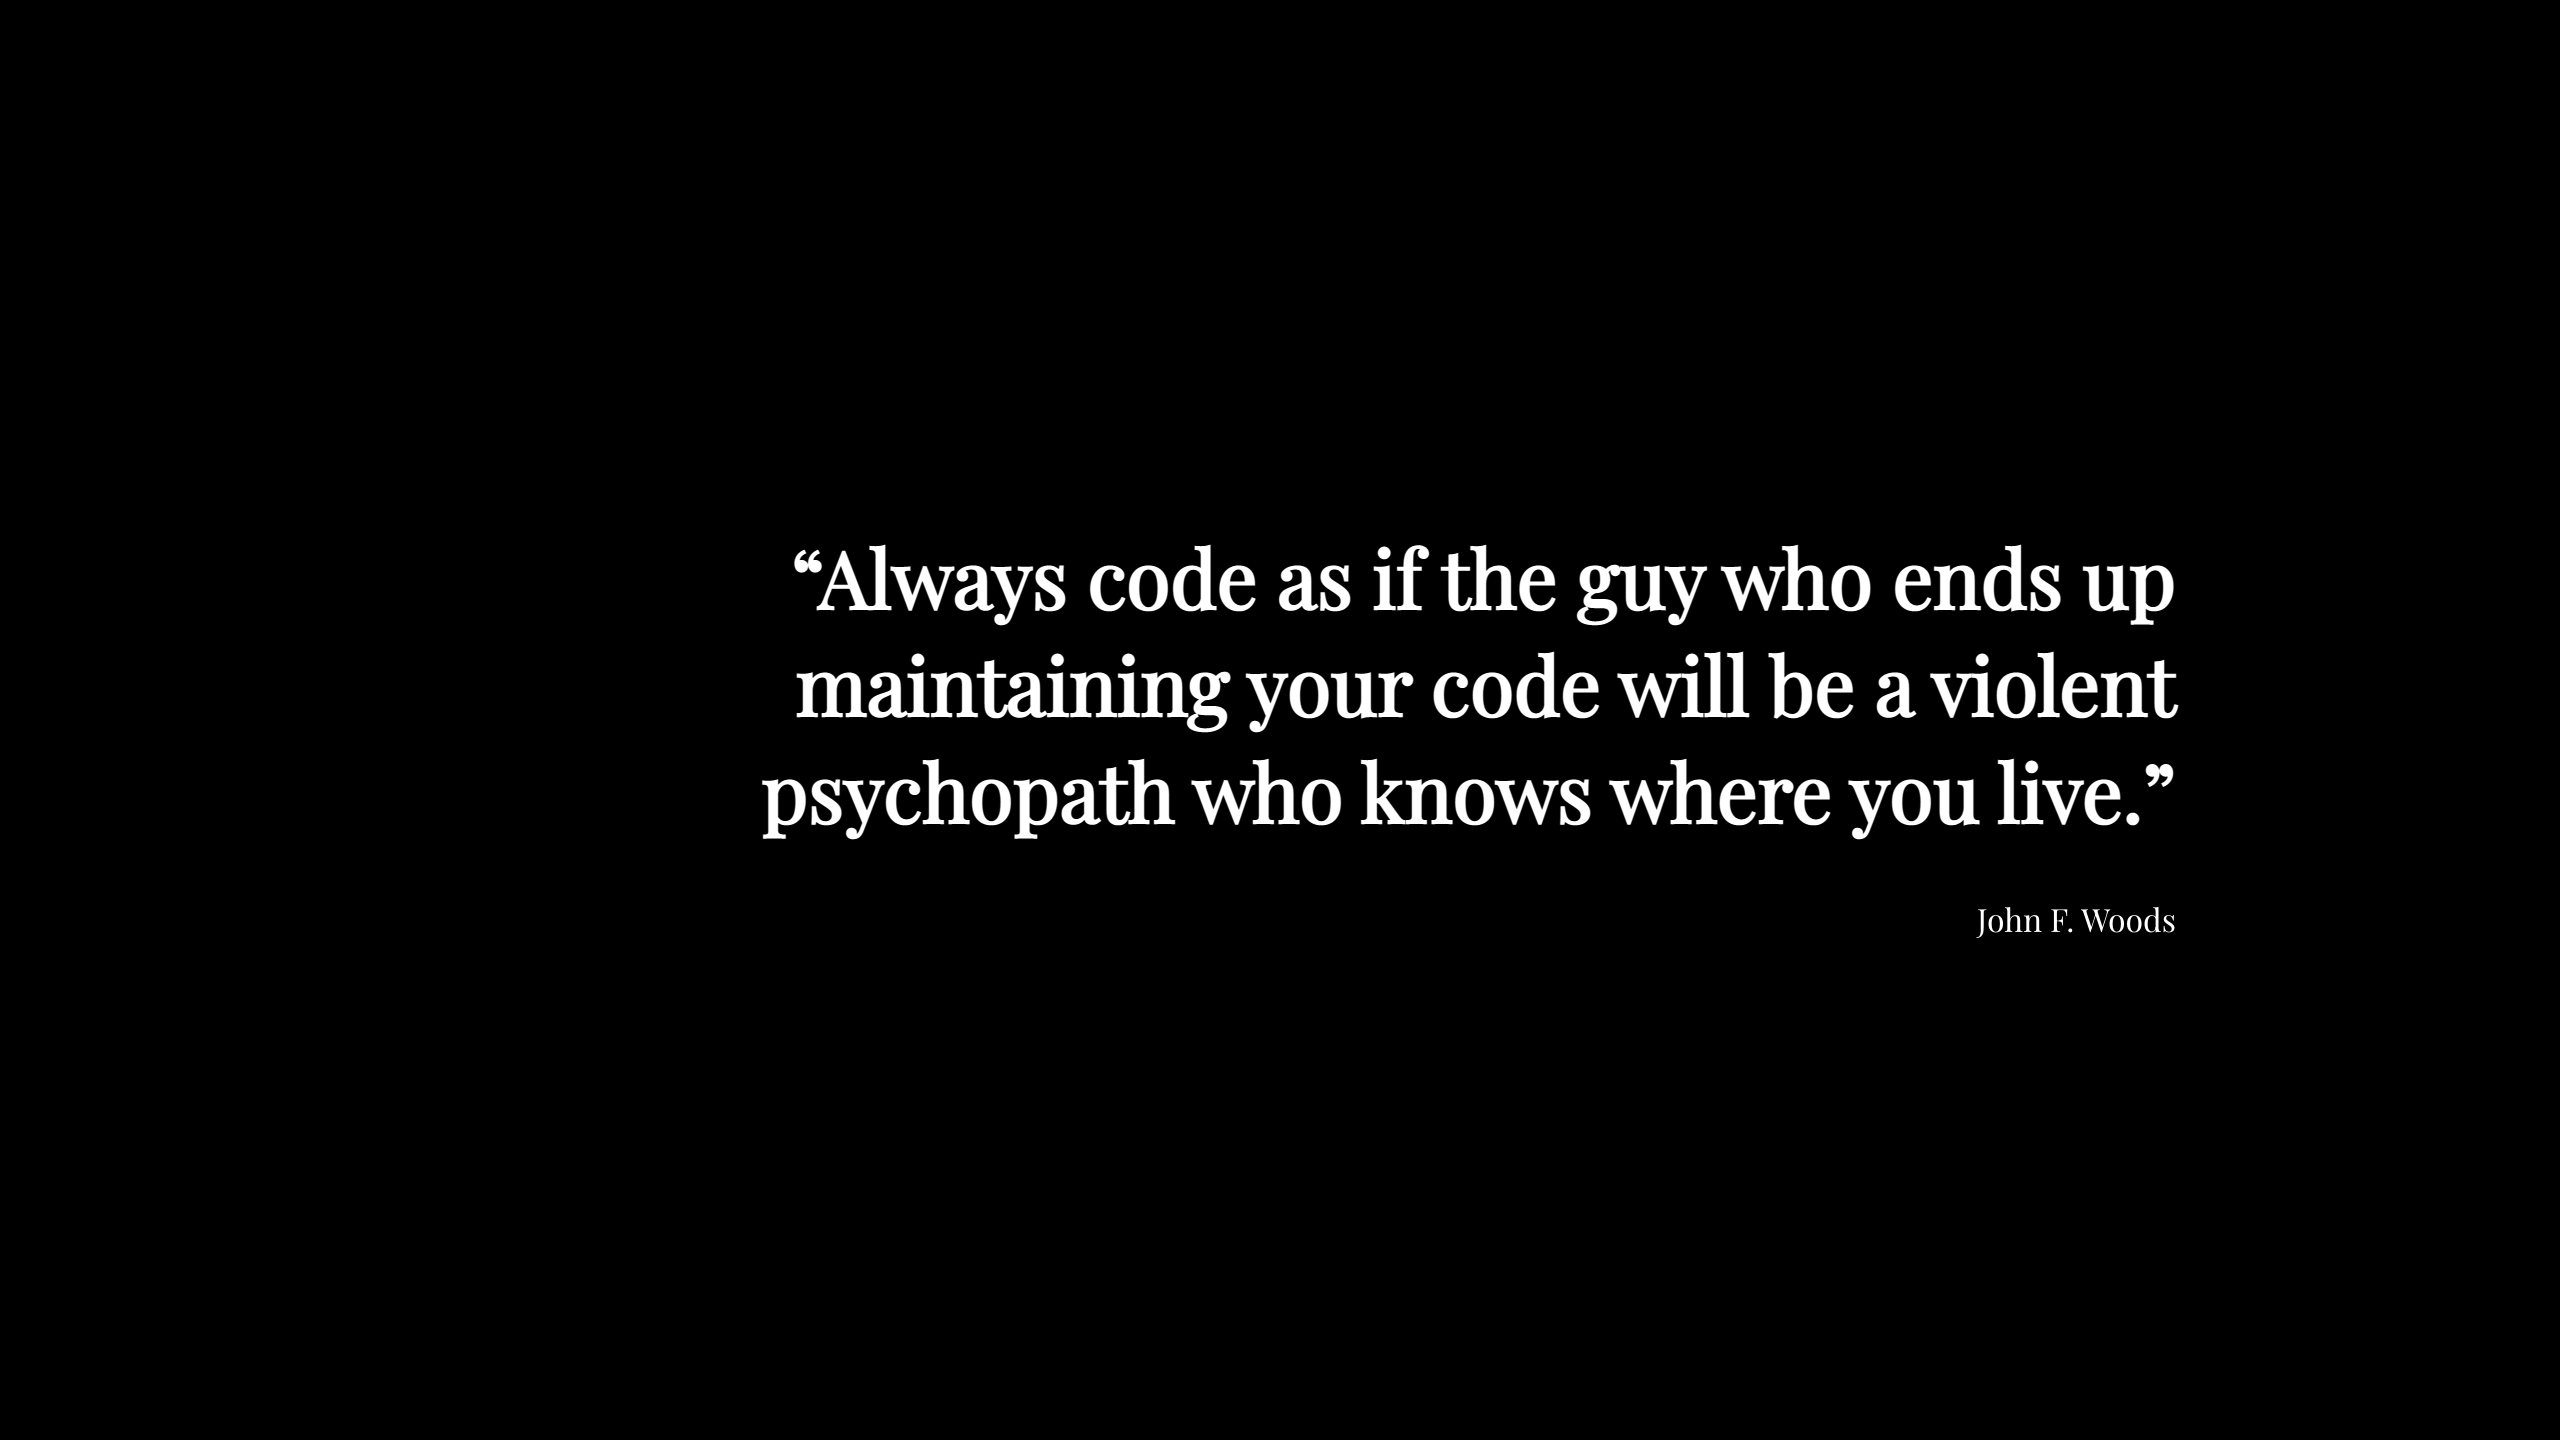 “Always code as if the guy who ends up
maintaining your code will be a violent
psychopath who knows where you live.”
John F. Woods